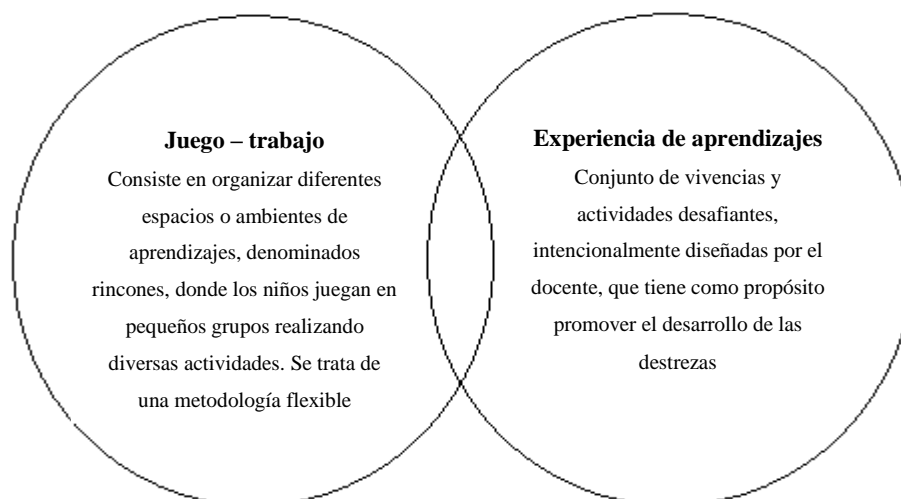 Juego – trabajo
Consiste en organizar diferentes
espacios o ambientes de
aprendizajes, denominados
rincones, donde los niños juegan en
pequeños grupos realizando
diversas actividades. Se trata de
una metodología flexible
Experiencia de aprendizajes
Conjunto de vivencias y
actividades desafiantes,
intencionalmente diseñadas por el
docente, que tiene como propósito
promover el desarrollo de las
destrezas